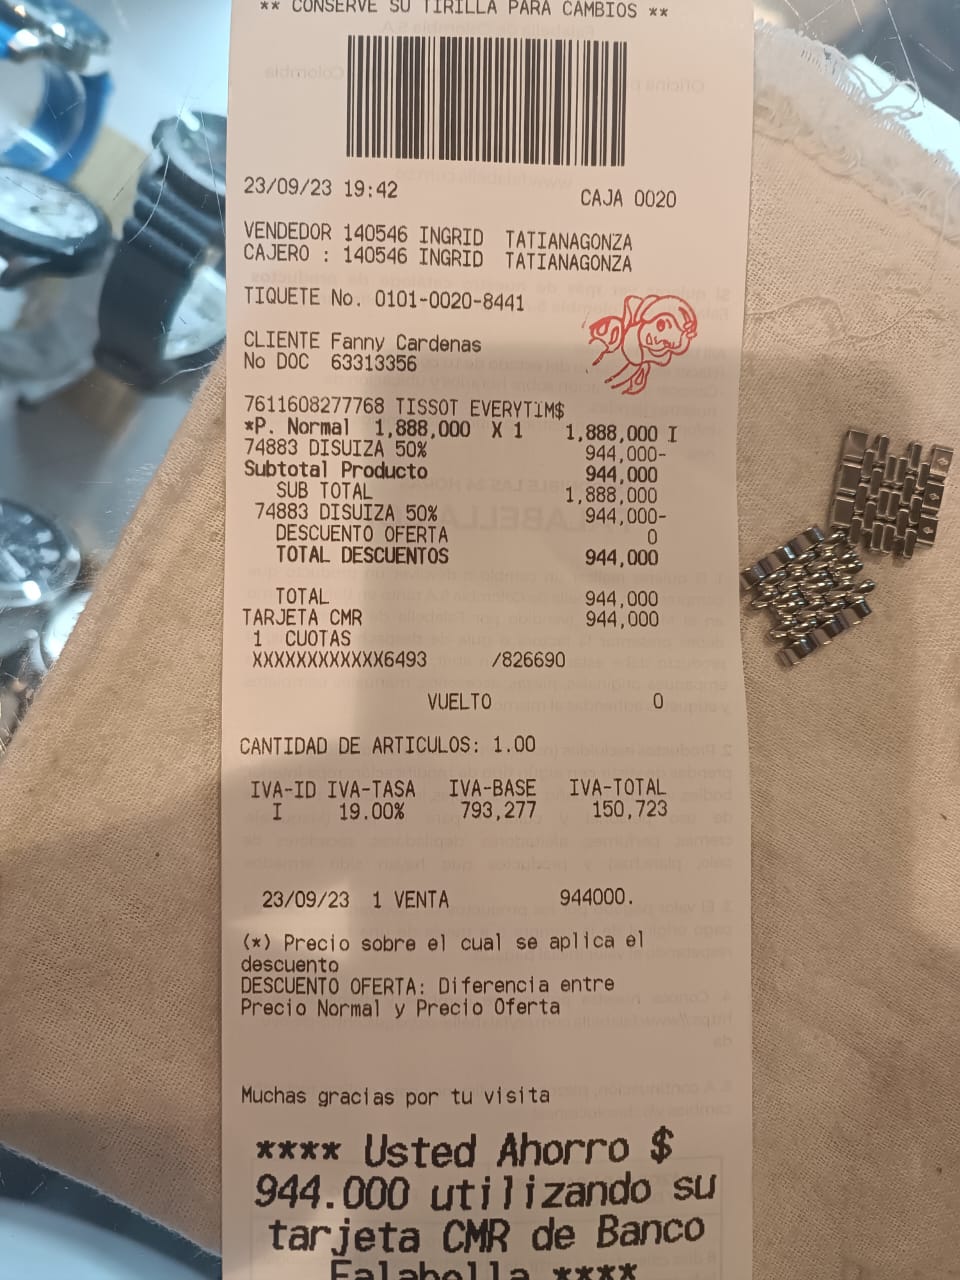 ** CONSERVE SU TIRILLA PARA CAMBIOS **
23/09/23 19:42 CAJA 0020
VENDEDOR 140546 INGRID TATIANAGONZA
CAJERO : 140546 INGRID TATIANAGONZA
TIQUETE No. 0101-0020-8441
CLIENTE Fanny Cardenas
No DOC 63313356
7611608277768 TISSOT EVERYTIM$
*P. Normal 1,888,000 X 1 1,888,000 I
74883 DISUIZA 50% 944,000-
Subtotal Producto 944,000
SUB TOTAL 1,888,000
74883 DISUIZA 50% 944,000-
DESCUENTO OFERTA 0
TOTAL DESCUENTOS 944,000
TOTAL 944,000
TARJETA CMR 944,000
1 CUOTAS
XXXXXXXXXXXX6493 /826690
VUELTO 0
CANTIDAD DE ARTICULOS: 1.00
IVA-ID IVA-TASA IVA-BASE IVA-TOTAL
I 19.00% 793,277 150,723
23/09/23 1 VENTA 944000.
(*) Precio sobre el cual se aplica el
descuento
DESCUENTO OFERTA: Diferencia entre
Precio Normal y Precio Oferta
Muchas gracias por tu visita
**** Usted Ahorro $
944.000 utilizando su
tarjeta CMR de Banco
Falabella ****